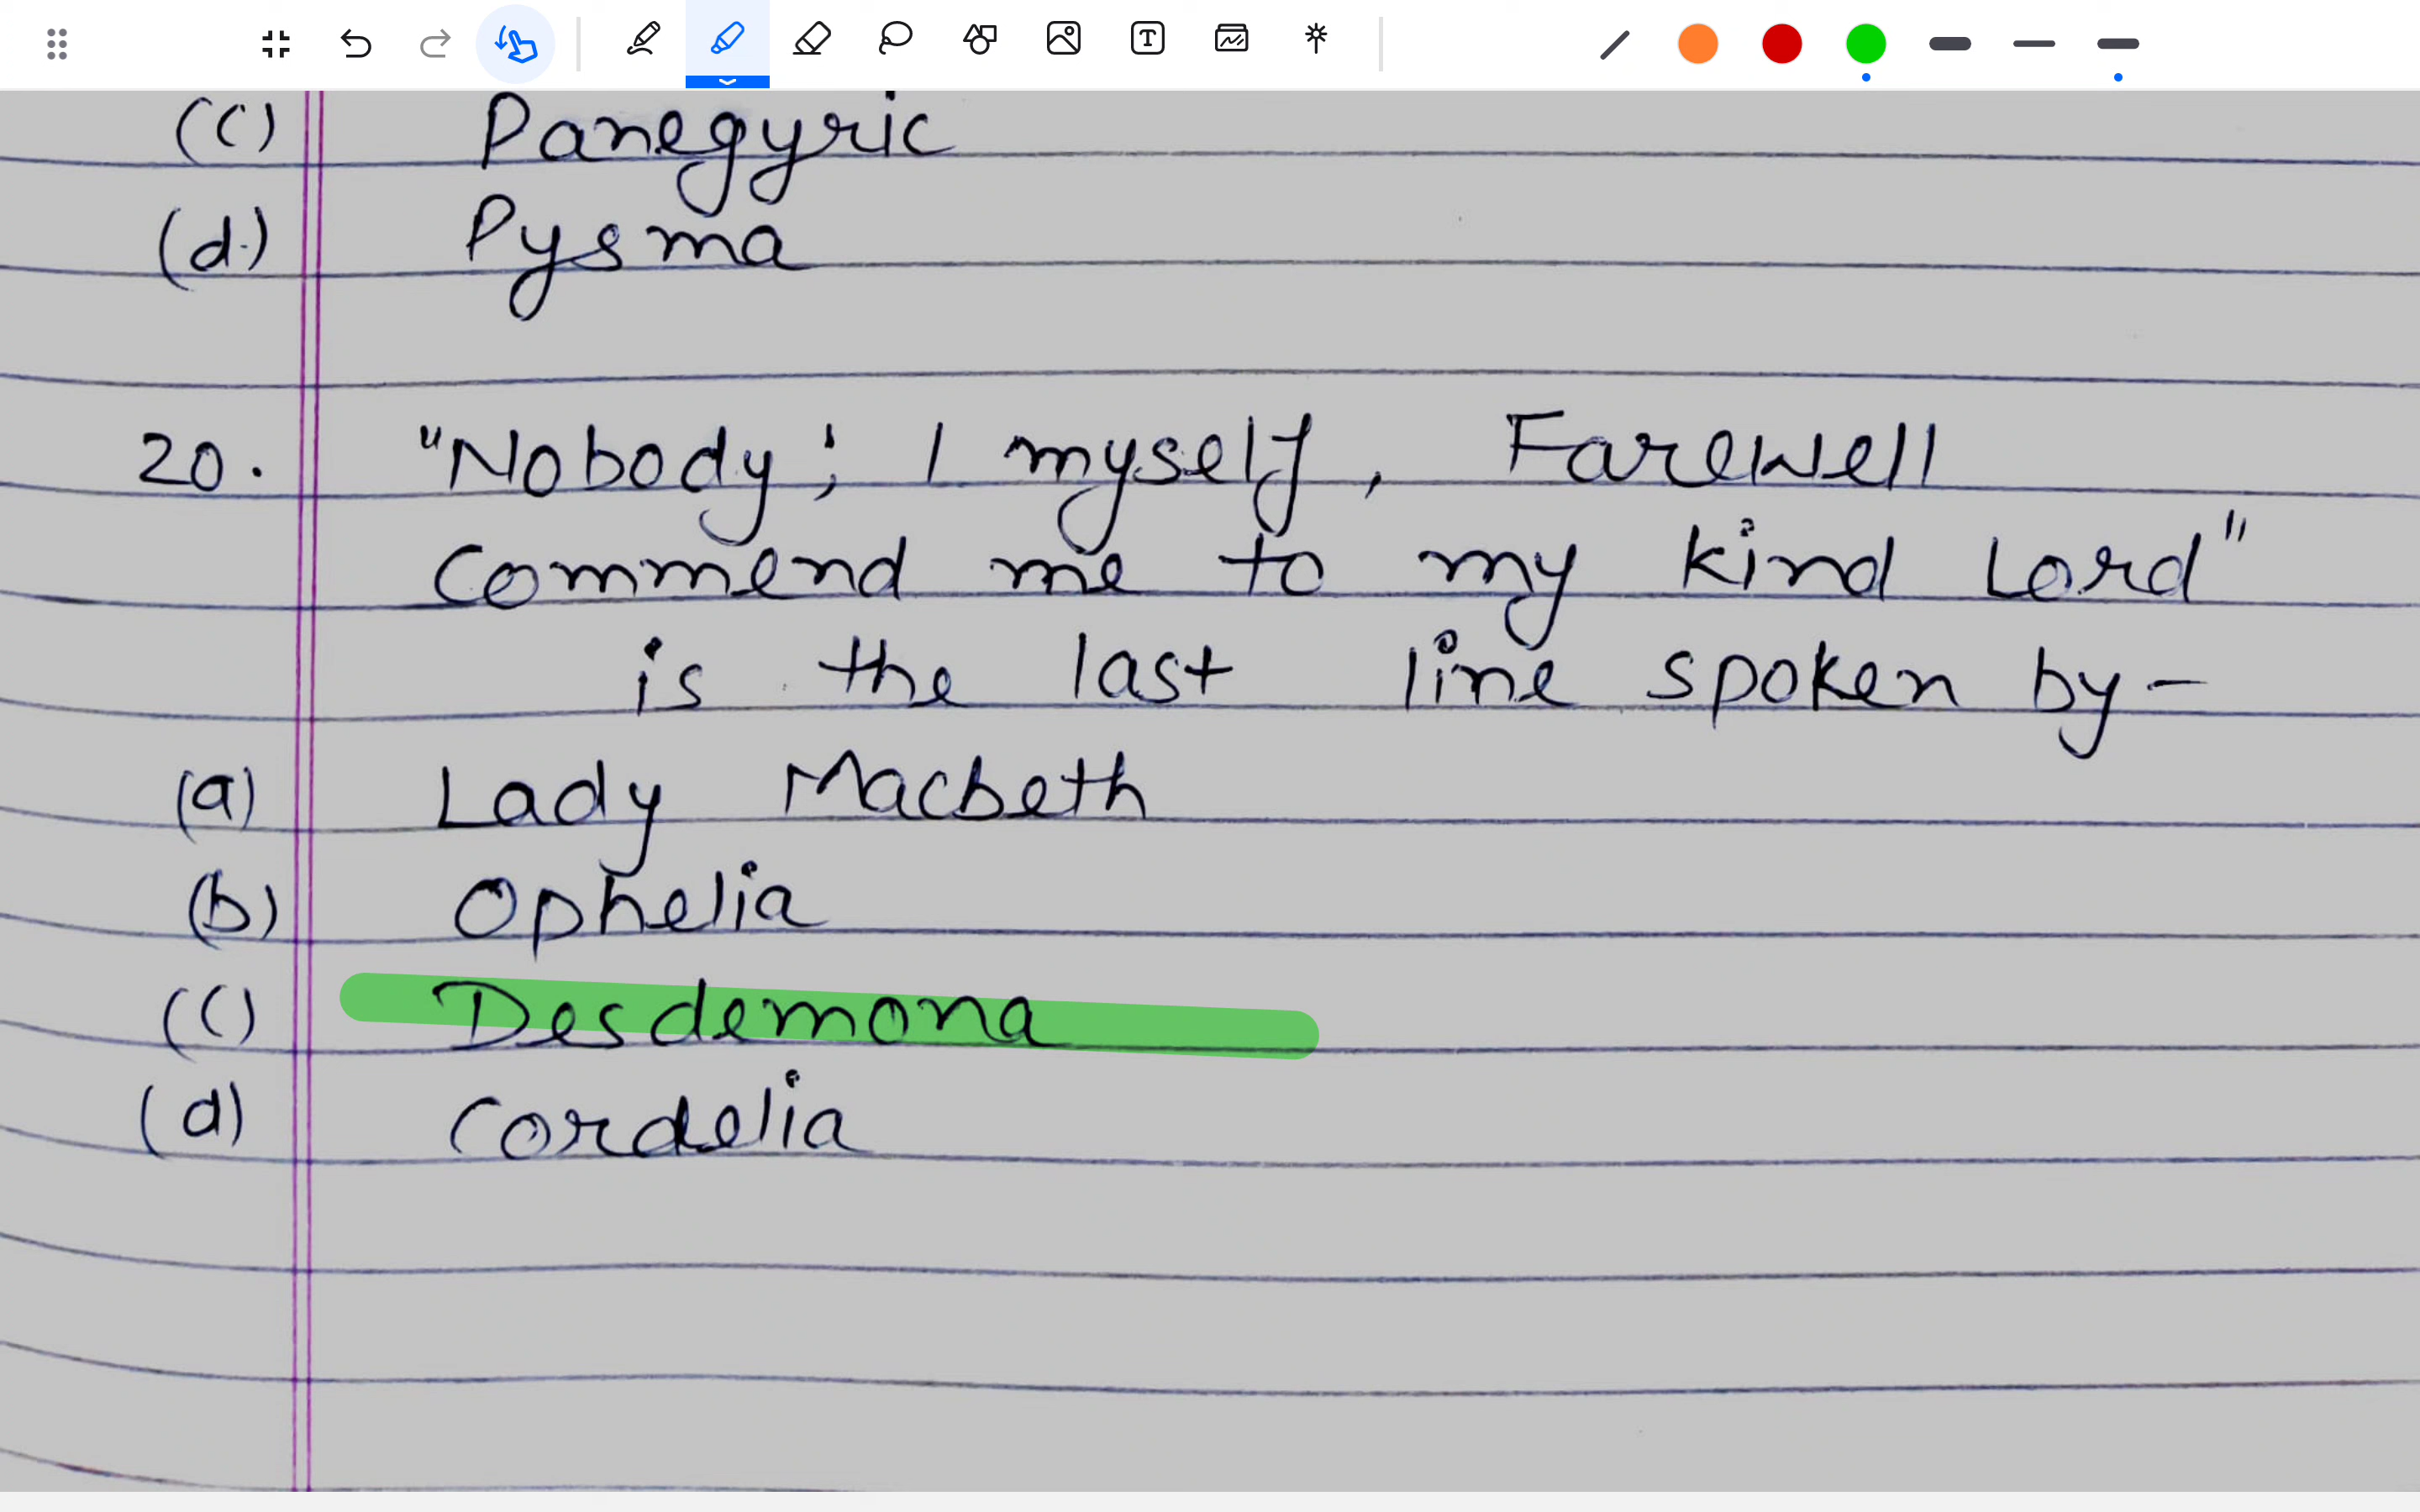 (c) Panegyric
(d.) Pysma
20. "Nobody; I myself, Farewell
Commend me to my kind Lord"
is the last line spoken by-
(a) Lady Macbeth
(b) Ophelia
(c) Desdemona
(d) Cordelia